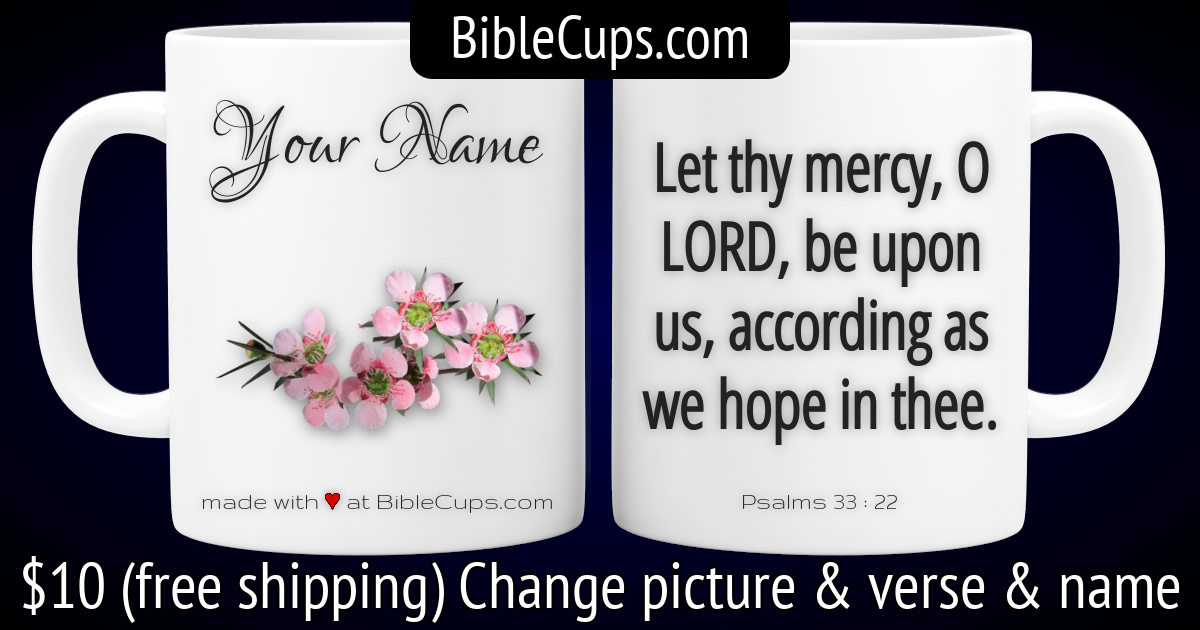 BibleCups.com
Your Name
made with ♥ at BibleCups.com
Let thy mercy, O
LORD, be upon
us, according as
we hope in thee.
Psalms 33 : 22
$10 (free shipping) Change picture & verse & name